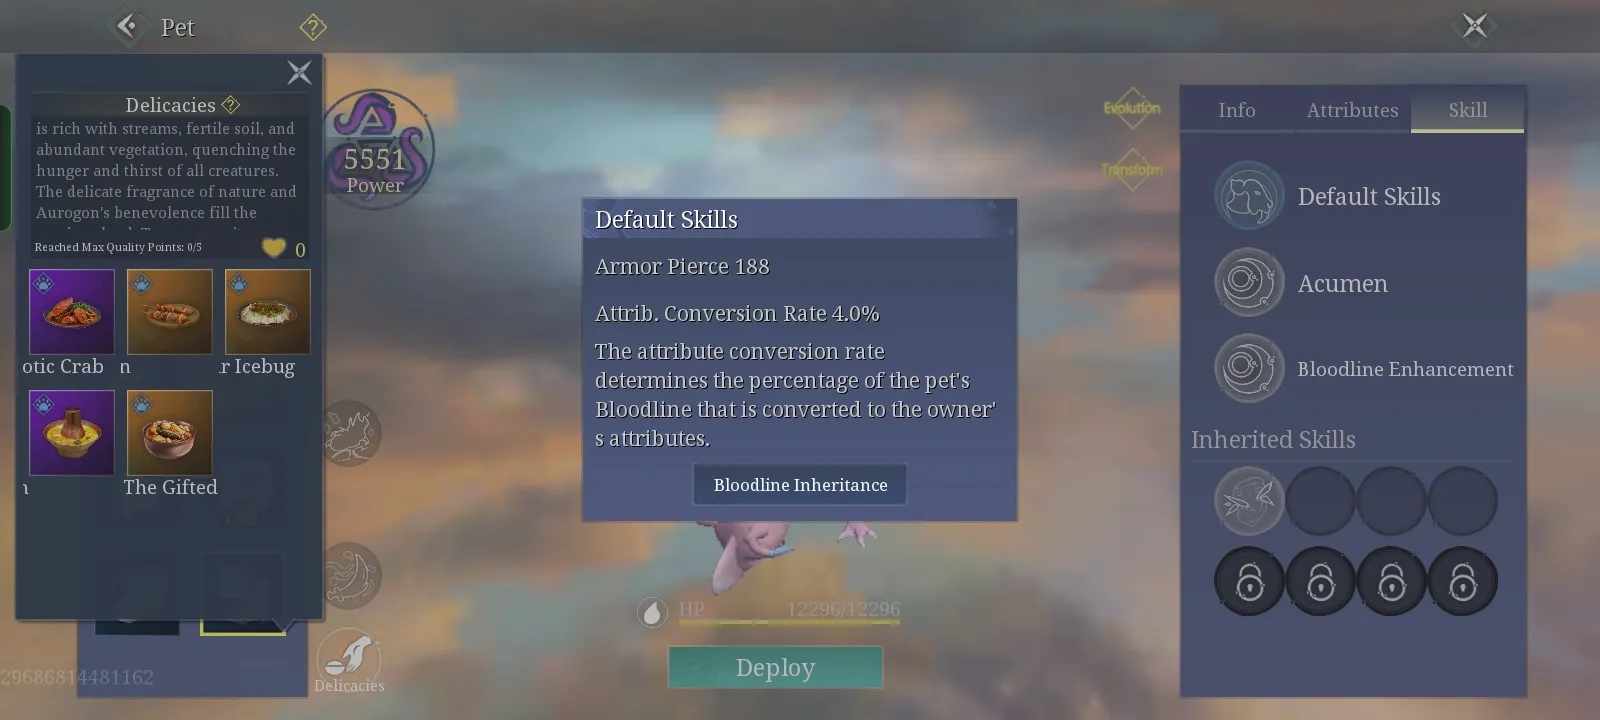 Pet
?
Delicacies ?
is rich with streams, fertile soil, and
abundant vegetation, quenching the
hunger and thirst of all creatures.
The delicate fragrance of nature and
Aurogon's benevolence fill the
Reached Max Quality Points: 0/5
0
otic Crab
n
r Icebug
n
The Gifted
5551
Power
Delicacies
29686814481162
Default Skills
Armor Pierce 188
Attrib. Conversion Rate 4.0%
The attribute conversion rate
determines the percentage of the pet's
Bloodline that is converted to the owner'
s attributes.
Bloodline Inheritance
HP 12296/12296
Deploy
Evolution
Transform
Info Attributes Skill
Default Skills
Acumen
Bloodline Enhancement
Inherited Skills